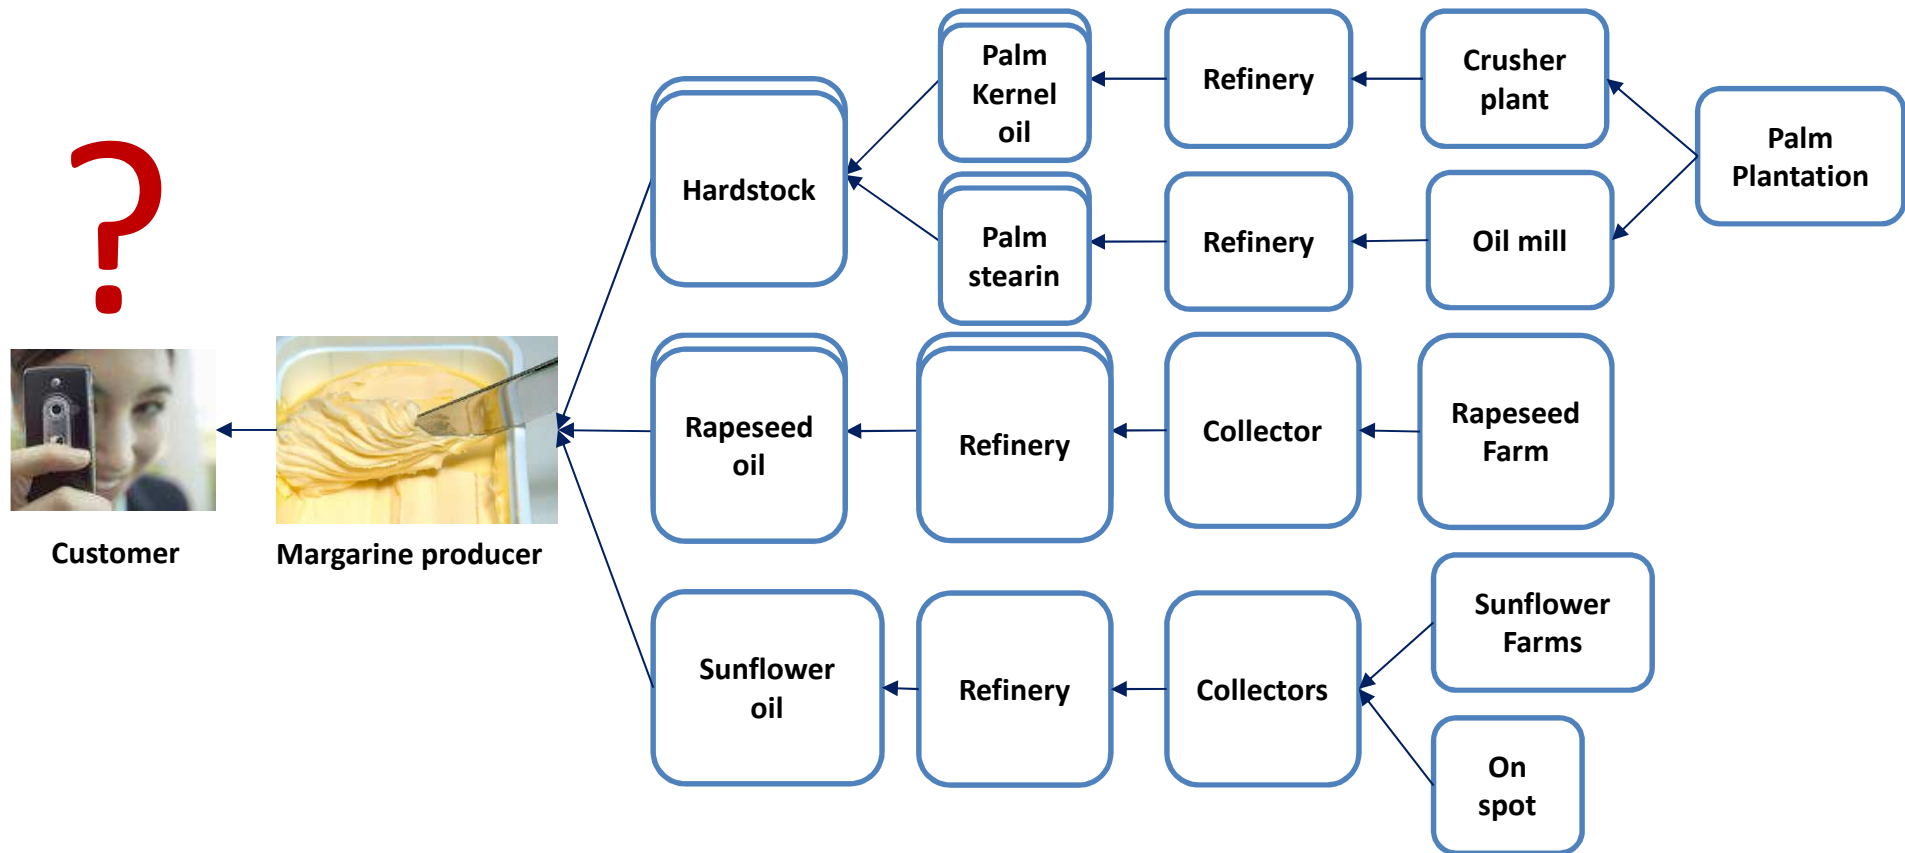 ?
Customer
Margarine producer
Hardstock
Palm
Kernel
oil
Refinery
Crusher
plant
Palm
Plantation
Palm
stearin
Refinery
Oil mill
Rapeseed
oil
Refinery
Collector
Rapeseed
Farm
Sunflower
oil
Refinery
Collectors
Sunflower
Farms
On
spot